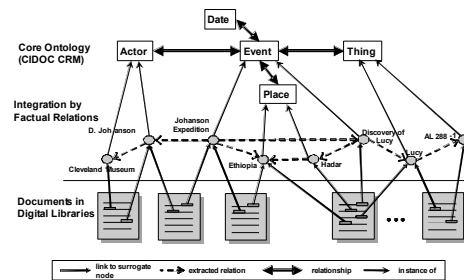 Date
Core Ontology
(CIDOC CRM)
Actor
Event
Thing
Place
Integration by
Factual Relations
D. Johanson
Johanson
Expedition
Discovery of
Lucy
AL 288 -1
Cleveland Museum
Ethiopia
Hadar
Lucy
Documents in
Digital Libraries
link to surrogate
node
extracted relation
relationship
instance of